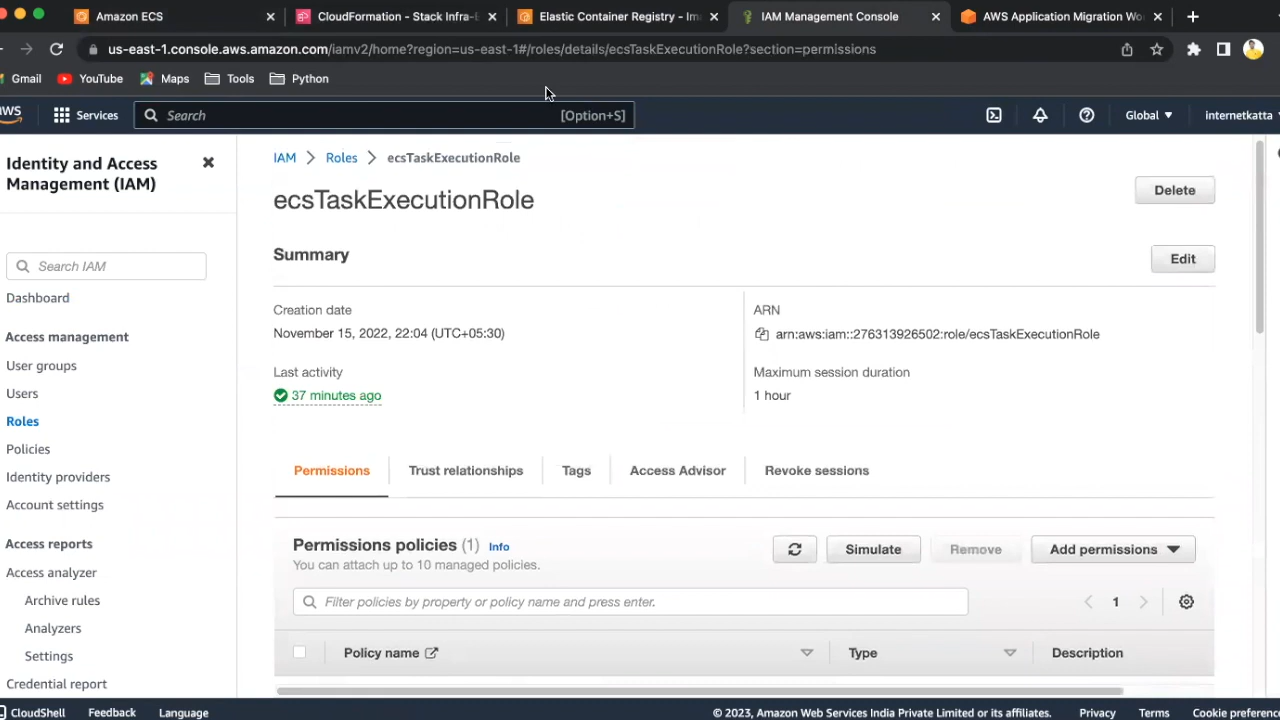 Amazon ECS
CloudFormation - Stack Infra-E
Elastic Container Registry - Im
IAM Management Console
AWS Application Migration Wo
us-east-1.console.aws.amazon.com/iamv2/home?region=us-east-1#/roles/details/ecsTaskExecutionRole?section=permissions
Gmail YouTube Maps Tools Python
aws Services Search [Option+S] Global internetkatta
Identity and Access
Management (IAM)
Search IAM
Dashboard
Access management
User groups
Users
Roles
Policies
Identity providers
Account settings
Access reports
Access analyzer
Archive rules
Analyzers
Settings
Credential report
IAM > Roles > ecsTaskExecutionRole
ecsTaskExecutionRole
Delete
Summary
Edit
Creation date
November 15, 2022, 22:04 (UTC+05:30)
ARN
arn:aws:iam::276313926502:role/ecsTaskExecutionRole
Last activity
37 minutes ago
Maximum session duration
1 hour
Permissions Trust relationships Tags Access Advisor Revoke sessions
Permissions policies (1) Info
You can attach up to 10 managed policies.
Simulate Remove Add permissions
Filter policies by property or policy name and press enter.
1
Policy name Type Description
CloudShell Feedback Language © 2023, Amazon Web Services India Private Limited or its affiliates. Privacy Terms Cookie preference